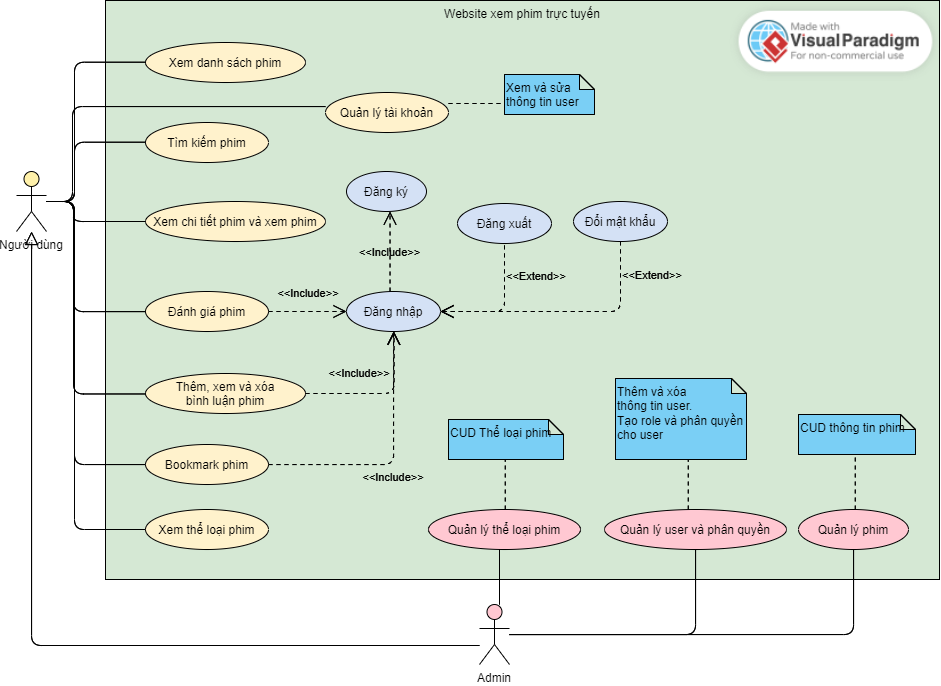 Website xem phim trực tuyến
Made with
Visual Paradigm
For non-commercial use
Xem danh sách phim
Xem và sửa
thông tin user
Quản lý tài khoản
Tìm kiếm phim
Đăng ký
Người dùng
Xem chi tiết phim và xem phim
Đăng xuất
Đổi mật khẩu
<<Include>>
<<Extend>>
<<Extend>>
<<Include>>
Đánh giá phim
Đăng nhập
<<Include>>
Thêm, xem và xóa
bình luận phim
Thêm và xóa
thông tin user.
Tạo role và phân quyền
cho user
CUD Thể loại phim
CUD thông tin phim
Bookmark phim
<<Include>>
Xem thể loại phim
Quản lý thể loại phim
Quản lý user và phân quyền
Quản lý phim
Admin